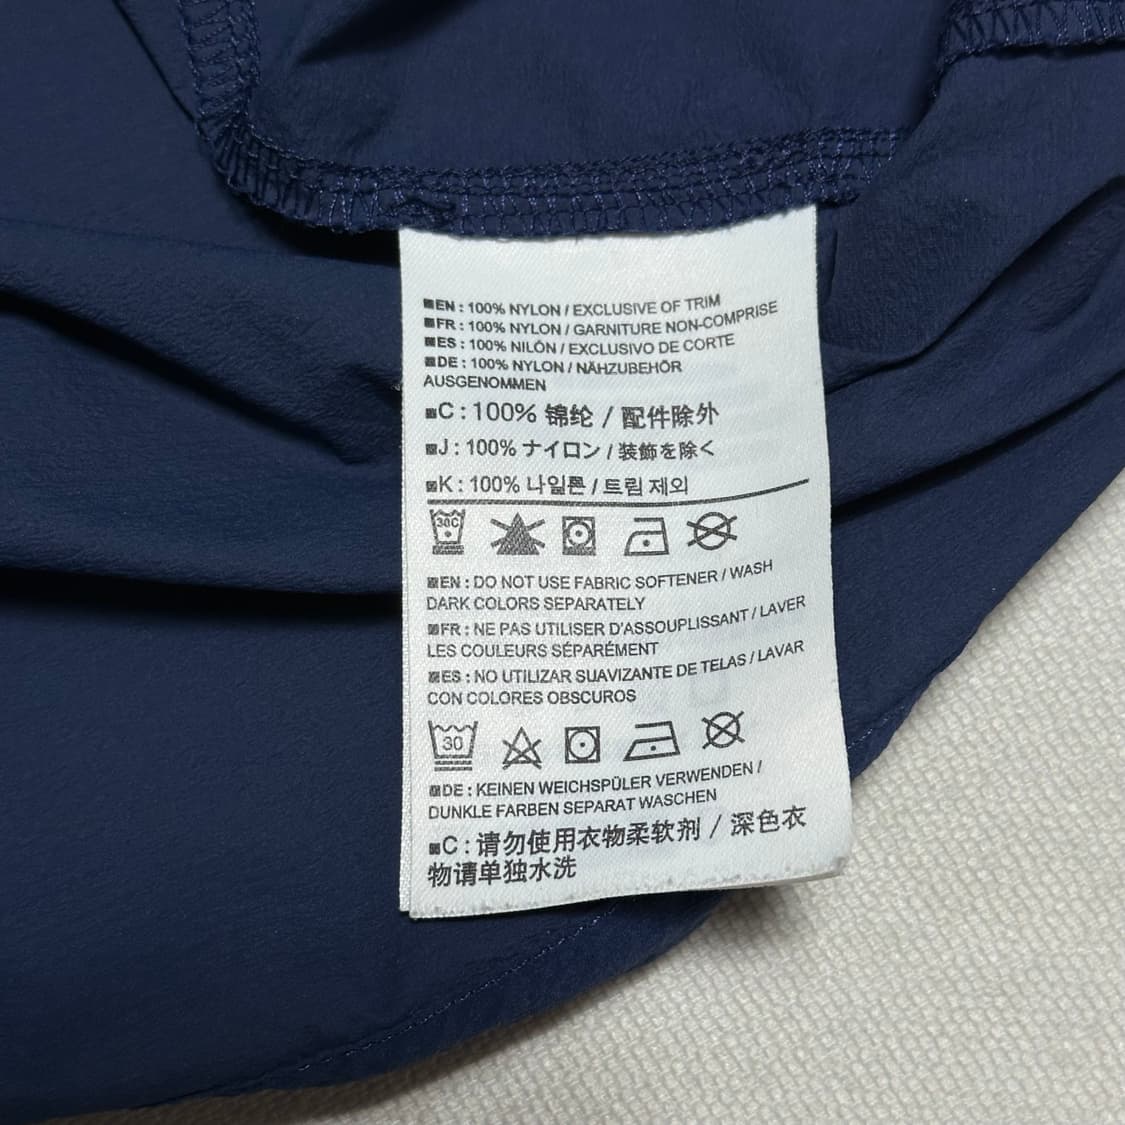 EN : 100% NYLON / EXCLUSIVE OF TRIM
FR : 100% NYLON / GARNITURE NON-COMPRISE
ES : 100% NILÓN / EXCLUSIVO DE CORTE
DE : 100% NYLON / NÄHZUBEHÖR
AUSGENOMMEN
C : 100% 锦纶 / 配件除外
J : 100% ナイロン / 装飾を除く
K : 100% 나일론 / 트림 제외
30C
EN : DO NOT USE FABRIC SOFTENER / WASH
DARK COLORS SEPARATELY
FR : NE PAS UTILISER D'ASSOUPLISSANT / LAVER
LES COULEURS SÉPARÉMENT
ES : NO UTILIZAR SUAVIZANTE DE TELAS / LAVAR
CON COLORES OBSCUROS
30
DE : KEINEN WEICHSPÜLER VERWENDEN /
DUNKLE FARBEN SEPARAT WASCHEN
C : 请勿使用衣物柔软剂 / 深色衣
物请单独水洗